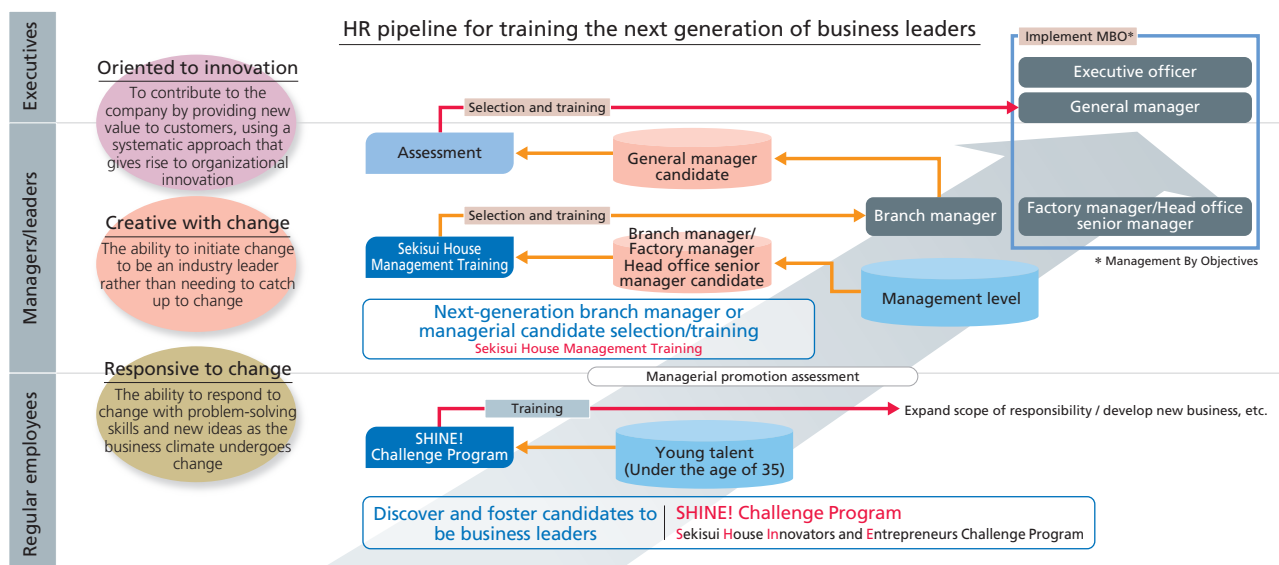 HR pipeline for training the next generation of business leaders
Executives
Oriented to innovation
To contribute to the
company by providing new
value to customers, using a
systematic approach that
gives rise to organizational
innovation
Implement MBO*
Executive officer
General manager
Selection and training
Managers/leaders
Assessment
General manager
candidate
Creative with change
The ability to initiate change
to be an industry leader
rather than needing to catch
up to change
Selection and training
Branch manager
Factory manager/Head office
senior manager
Sekisui House
Management Training
Branch manager/
Factory manager
Head office senior
manager candidate
* Management By Objectives
Management level
Next-generation branch manager or
managerial candidate selection/training
Sekisui House Management Training
Managerial promotion assessment
Regular employees
Responsive to change
The ability to respond to
change with problem-solving
skills and new ideas as the
business climate undergoes
change
Training
Expand scope of responsibility / develop new business, etc.
SHINE!
Challenge Program
Young talent
(Under the age of 35)
Discover and foster candidates to
be business leaders
SHINE! Challenge Program
Sekisui House Innovators and Entrepreneurs Challenge Program